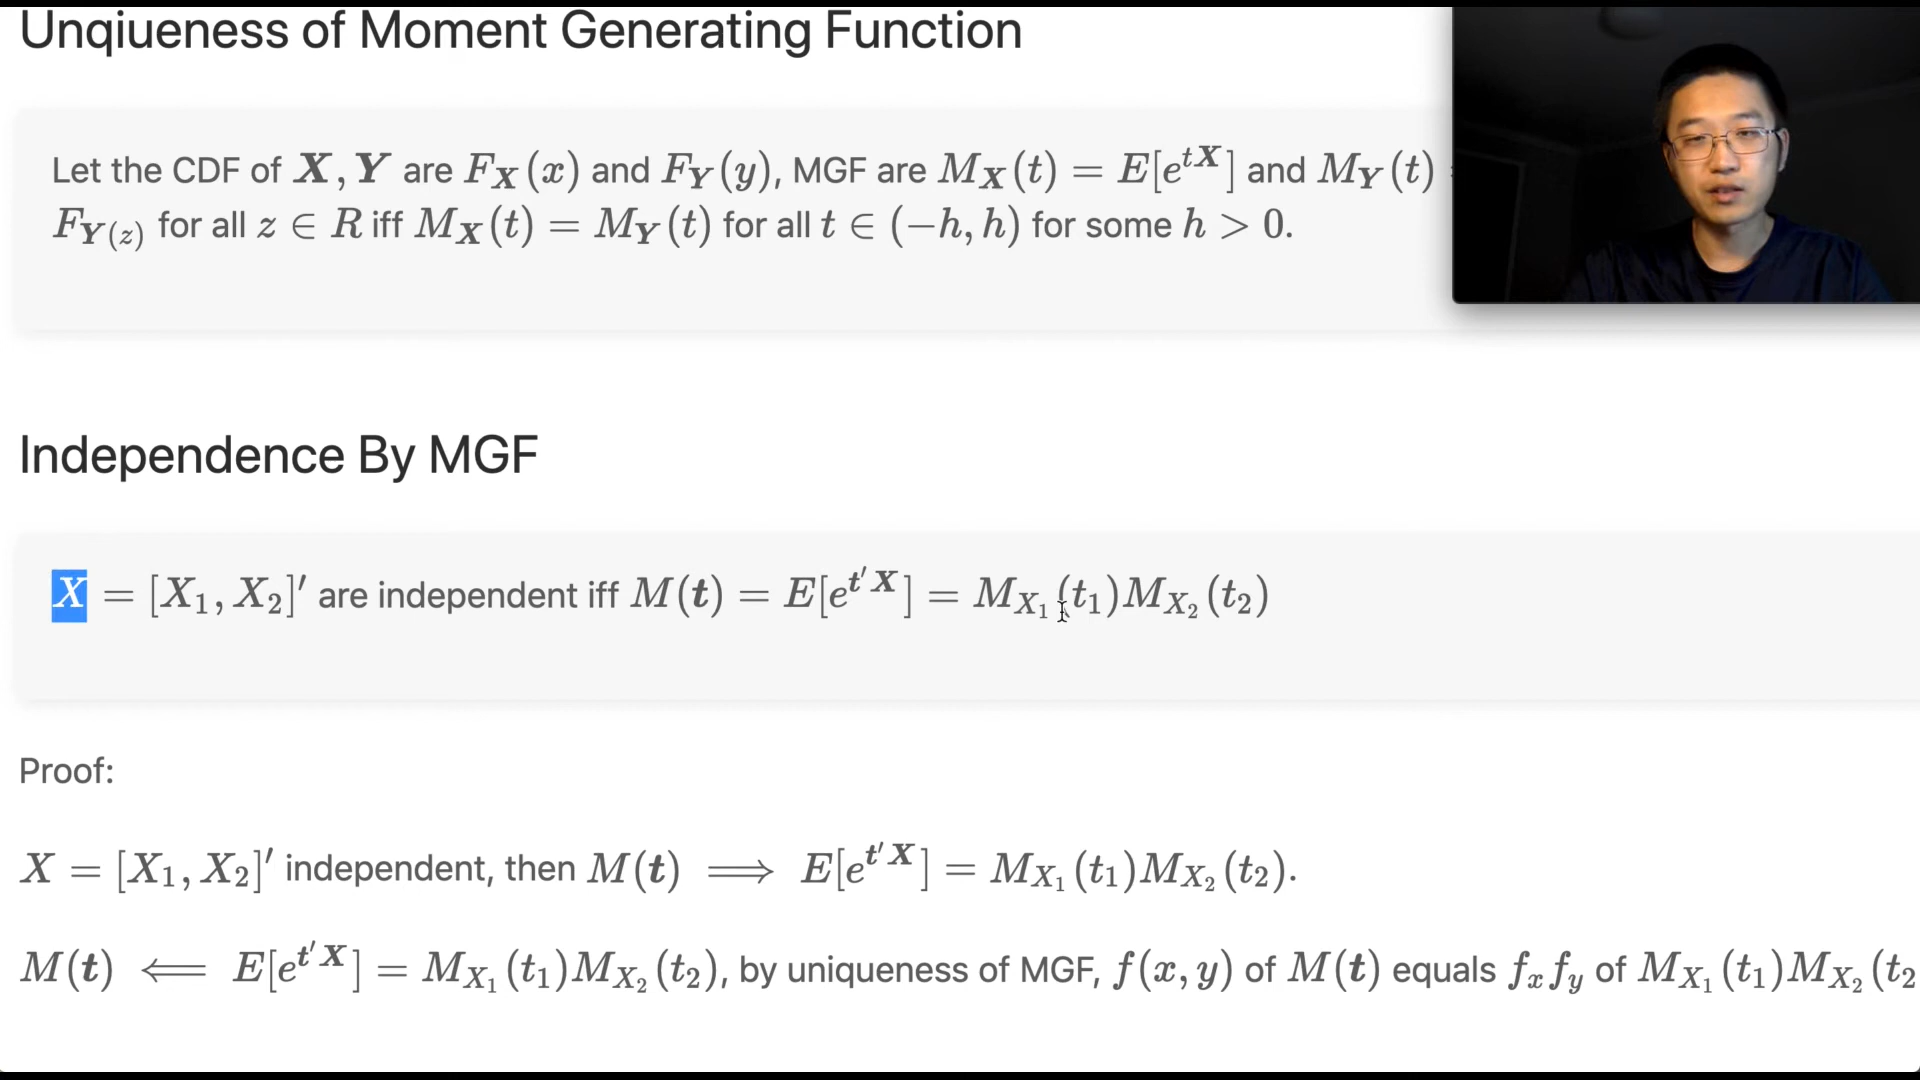 Unqiueness of Moment Generating Function
Let the CDF of X, Y are F_X(x) and F_Y(y), MGF are M_X(t) = E[e^{tX}] and M_Y(t)
F_{Y(z)} for all z ∈ R iff M_X(t) = M_Y(t) for all t ∈ (−h, h) for some h > 0.
Independence By MGF
X = [X_1, X_2]′ are independent iff M(t) = E[e^{t′X}] = M_{X_1}(t_1)M_{X_2}(t_2)
Proof:
X = [X_1, X_2]′ independent, then M(t) ⟹ E[e^{t′X}] = M_{X_1}(t_1)M_{X_2}(t_2).
M(t) ⟸ E[e^{t′X}] = M_{X_1}(t_1)M_{X_2}(t_2), by uniqueness of MGF, f(x, y) of M(t) equals f_x f_y of M_{X_1}(t_1)M_{X_2}(t_2